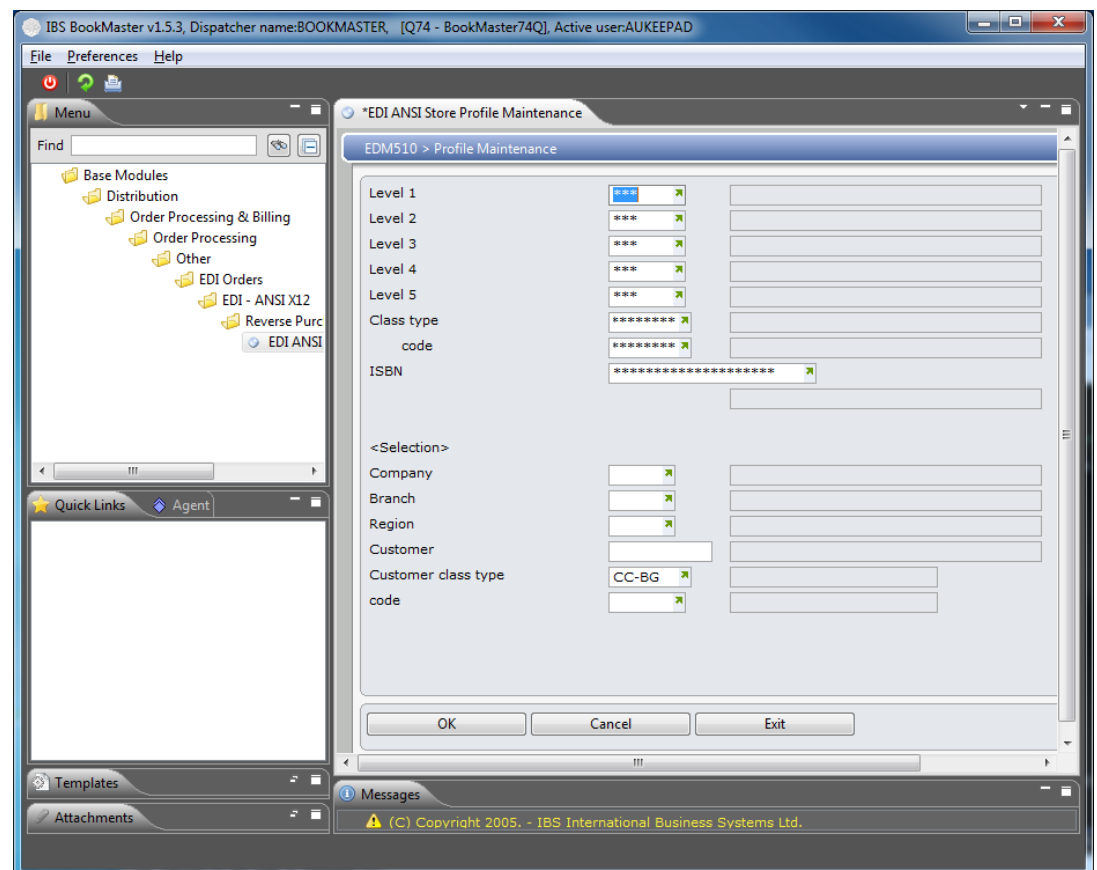 IBS BookMaster v1.5.3, Dispatcher name:BOOKMASTER, [Q74 - BookMaster74Q], Active user:AUKEEPAD
File Preferences Help
Menu
Find
Base Modules
Distribution
Order Processing & Billing
Order Processing
Other
EDI Orders
EDI - ANSI X12
Reverse Purc
EDI ANSI
Quick Links Agent
Templates
Attachments
*EDI ANSI Store Profile Maintenance
EDM510 > Profile Maintenance
Level 1 ***
Level 2 ***
Level 3 ***
Level 4 ***
Level 5 ***
Class type ********
code ********
ISBN ********************
<Selection>
Company
Branch
Region
Customer
Customer class type CC-BG
code
OK Cancel Exit
Messages
(C) Copyright 2005. - IBS International Business Systems Ltd.